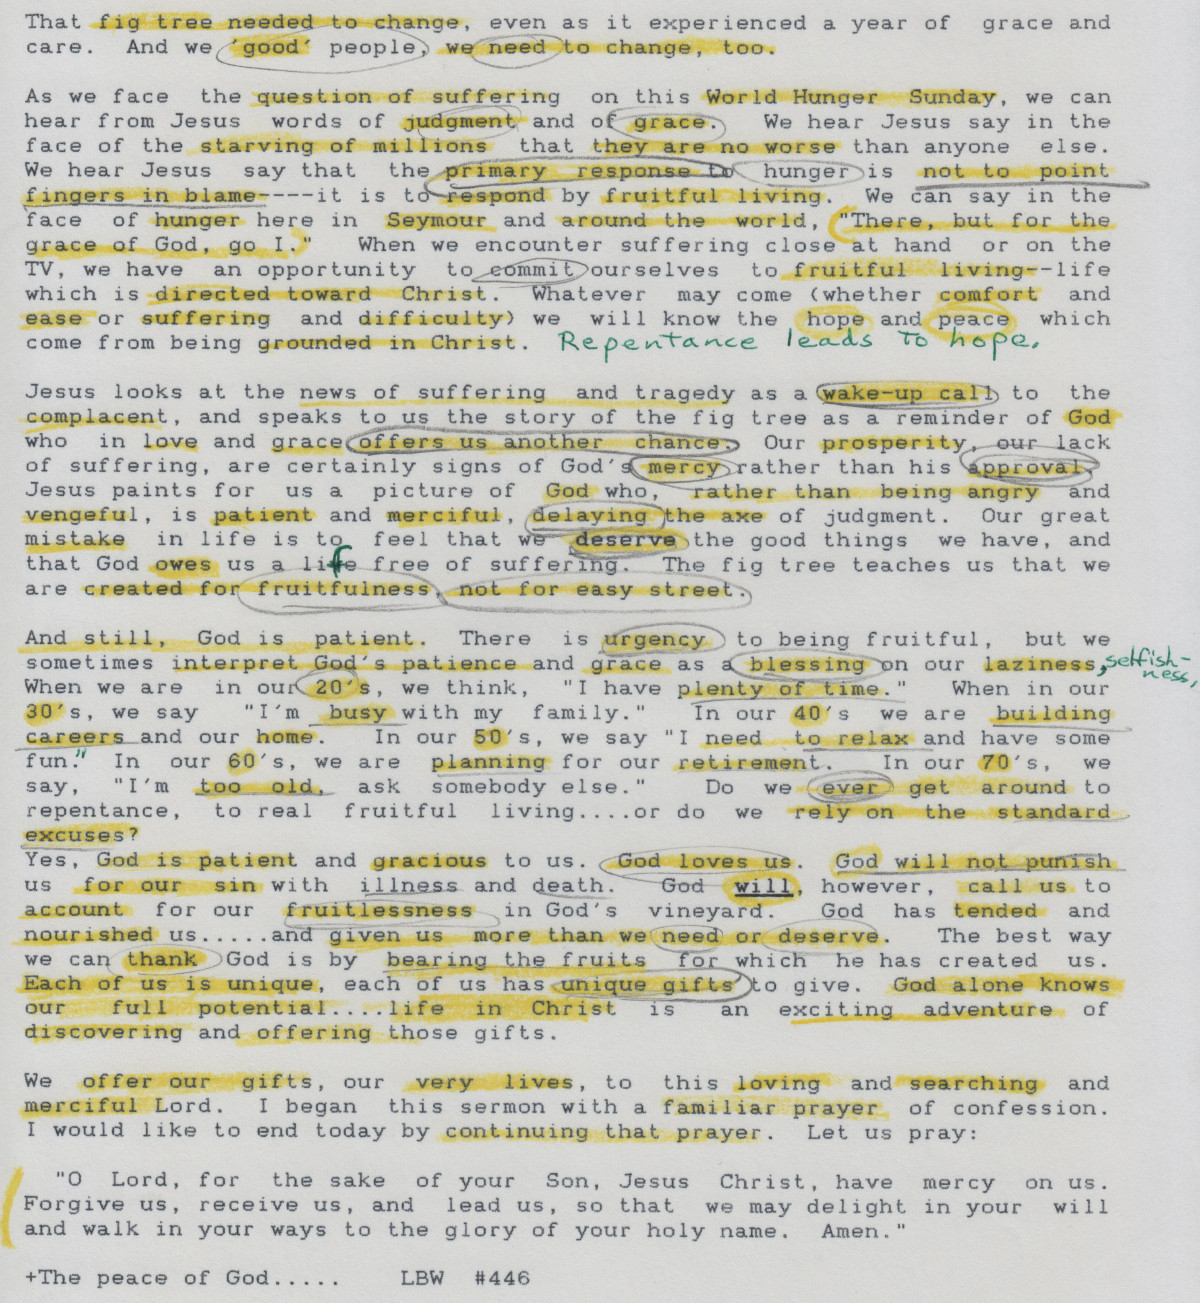 That fig tree needed to change, even as it experienced a year of grace and
care. And we 'good' people, we need to change, too.
As we face the question of suffering on this World Hunger Sunday, we can
hear from Jesus words of judgment and of grace. We hear Jesus say in the
face of the starving of millions that they are no worse than anyone else.
We hear Jesus say that the primary response to hunger is not to point
fingers in blame----it is to respond by fruitful living. We can say in the
face of hunger here in Seymour and around the world, "There, but for the
grace of God, go I." When we encounter suffering close at hand or on the
TV, we have an opportunity to commit ourselves to fruitful living--life
which is directed toward Christ. Whatever may come (whether comfort and
ease or suffering and difficulty) we will know the hope and peace which
come from being grounded in Christ. Repentance leads to hope.
Jesus looks at the news of suffering and tragedy as a wake-up call to the
complacent, and speaks to us the story of the fig tree as a reminder of God
who in love and grace offers us another chance. Our prosperity, our lack
of suffering, are certainly signs of God's mercy rather than his approval.
Jesus paints for us a picture of God who, rather than being angry and
vengeful, is patient and merciful, delaying the axe of judgment. Our great
mistake in life is to feel that we deserve the good things we have, and
that God owes us a life free of suffering. The fig tree teaches us that we
are created for fruitfulness, not for easy street.
And still, God is patient. There is urgency to being fruitful, but we
sometimes interpret God's patience and grace as a blessing on our laziness, selfish-
ness,
When we are in our 20's, we think, "I have plenty of time." When in our
30's, we say "I'm busy with my family." In our 40's we are building
careers and our home. In our 50's, we say "I need to relax and have some
fun." In our 60's, we are planning for our retirement. In our 70's, we
say, "I'm too old, ask somebody else." Do we ever get around to
repentance, to real fruitful living....or do we rely on the standard
excuses?
Yes, God is patient and gracious to us. God loves us. God will not punish
us for our sin with illness and death. God will, however, call us to
account for our fruitlessness in God's vineyard. God has tended and
nourished us.....and given us more than we need or deserve. The best way
we can thank God is by bearing the fruits for which he has created us.
Each of us is unique, each of us has unique gifts to give. God alone knows
our full potential....life in Christ is an exciting adventure of
discovering and offering those gifts.
We offer our gifts, our very lives, to this loving and searching and
merciful Lord. I began this sermon with a familiar prayer of confession.
I would like to end today by continuing that prayer. Let us pray:
"O Lord, for the sake of your Son, Jesus Christ, have mercy on us.
Forgive us, receive us, and lead us, so that we may delight in your will
and walk in your ways to the glory of your holy name. Amen."
+The peace of God..... LBW #446